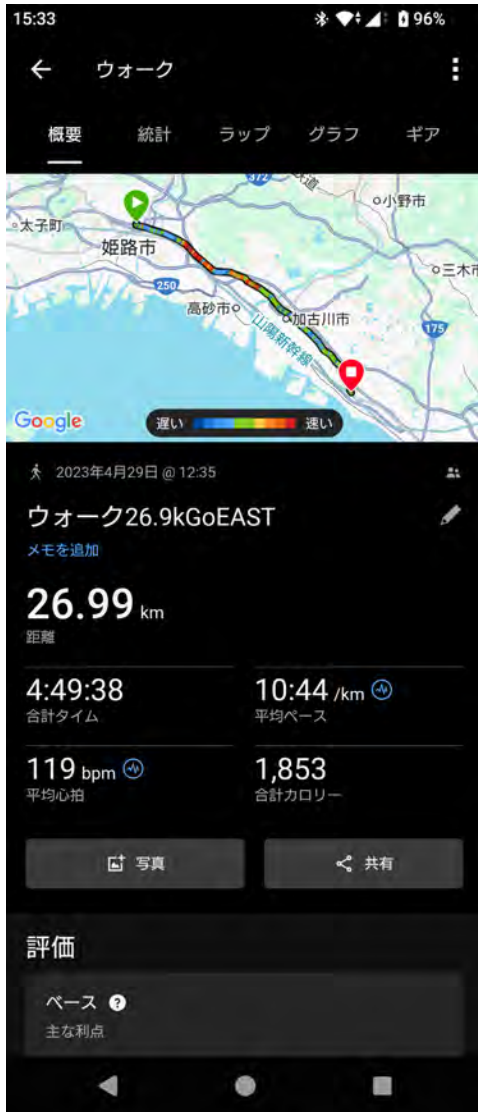 15:33
96%
ウォーク
概要 統計 ラップ グラフ ギア
372
小野市
太子町
姫路市
三木市
250
高砂市
加古川市
175
山陽新幹線
Google
遅い 速い
2023年4月29日 @ 12:35
ウォーク26.9kGoEAST
メモを追加
26.99 km
距離
4:49:38
合計タイム
10:44 /km
平均ペース
119 bpm
平均心拍
1,853
合計カロリー
写真
共有
評価
ベース ?
主な利点